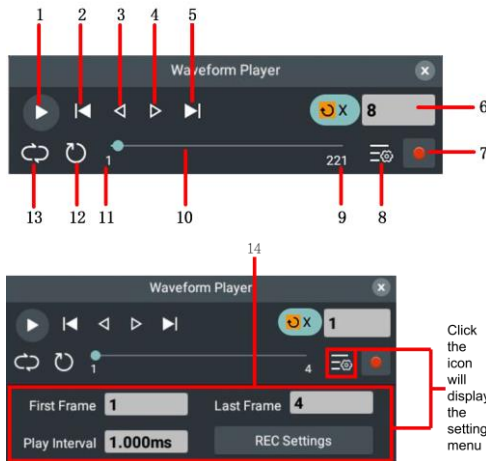 1 2 3 4 5
Waveform Player
X 8 6
7
1 221
13 12 11 10 9 8
14
Waveform Player
X 1
1 4
First Frame 1 Last Frame 4
Play Interval 1.000ms REC Settings
Click
the
icon
will
display
the
setting
menu